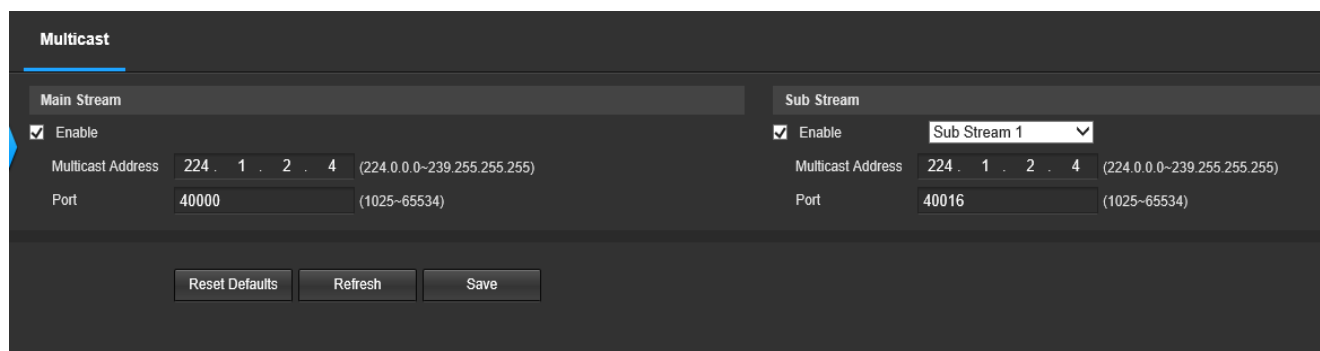 Multicast
Main Stream
Enable
Multicast Address 224 . 1 . 2 . 4 (224.0.0.0~239.255.255.255)
Port 40000 (1025~65534)
Sub Stream
Enable Sub Stream 1
Multicast Address 224 . 1 . 2 . 4 (224.0.0.0~239.255.255.255)
Port 40016 (1025~65534)
Reset Defaults Refresh Save